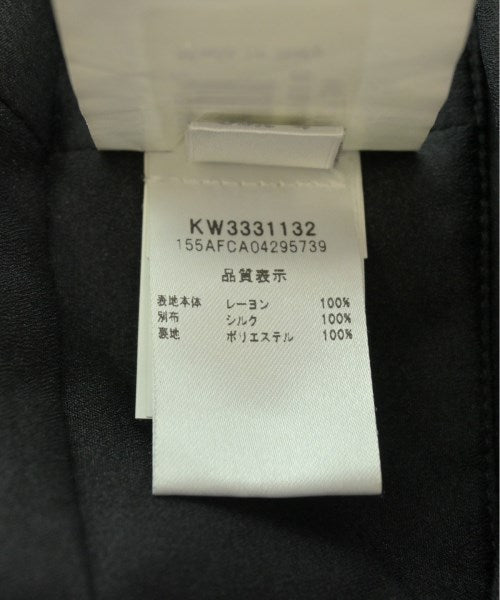 KW3331132
155AFCA04295739
品質表示
表地本体 レーヨン 100%
別布 シルク 100%
裏地 ポリエステル 100%